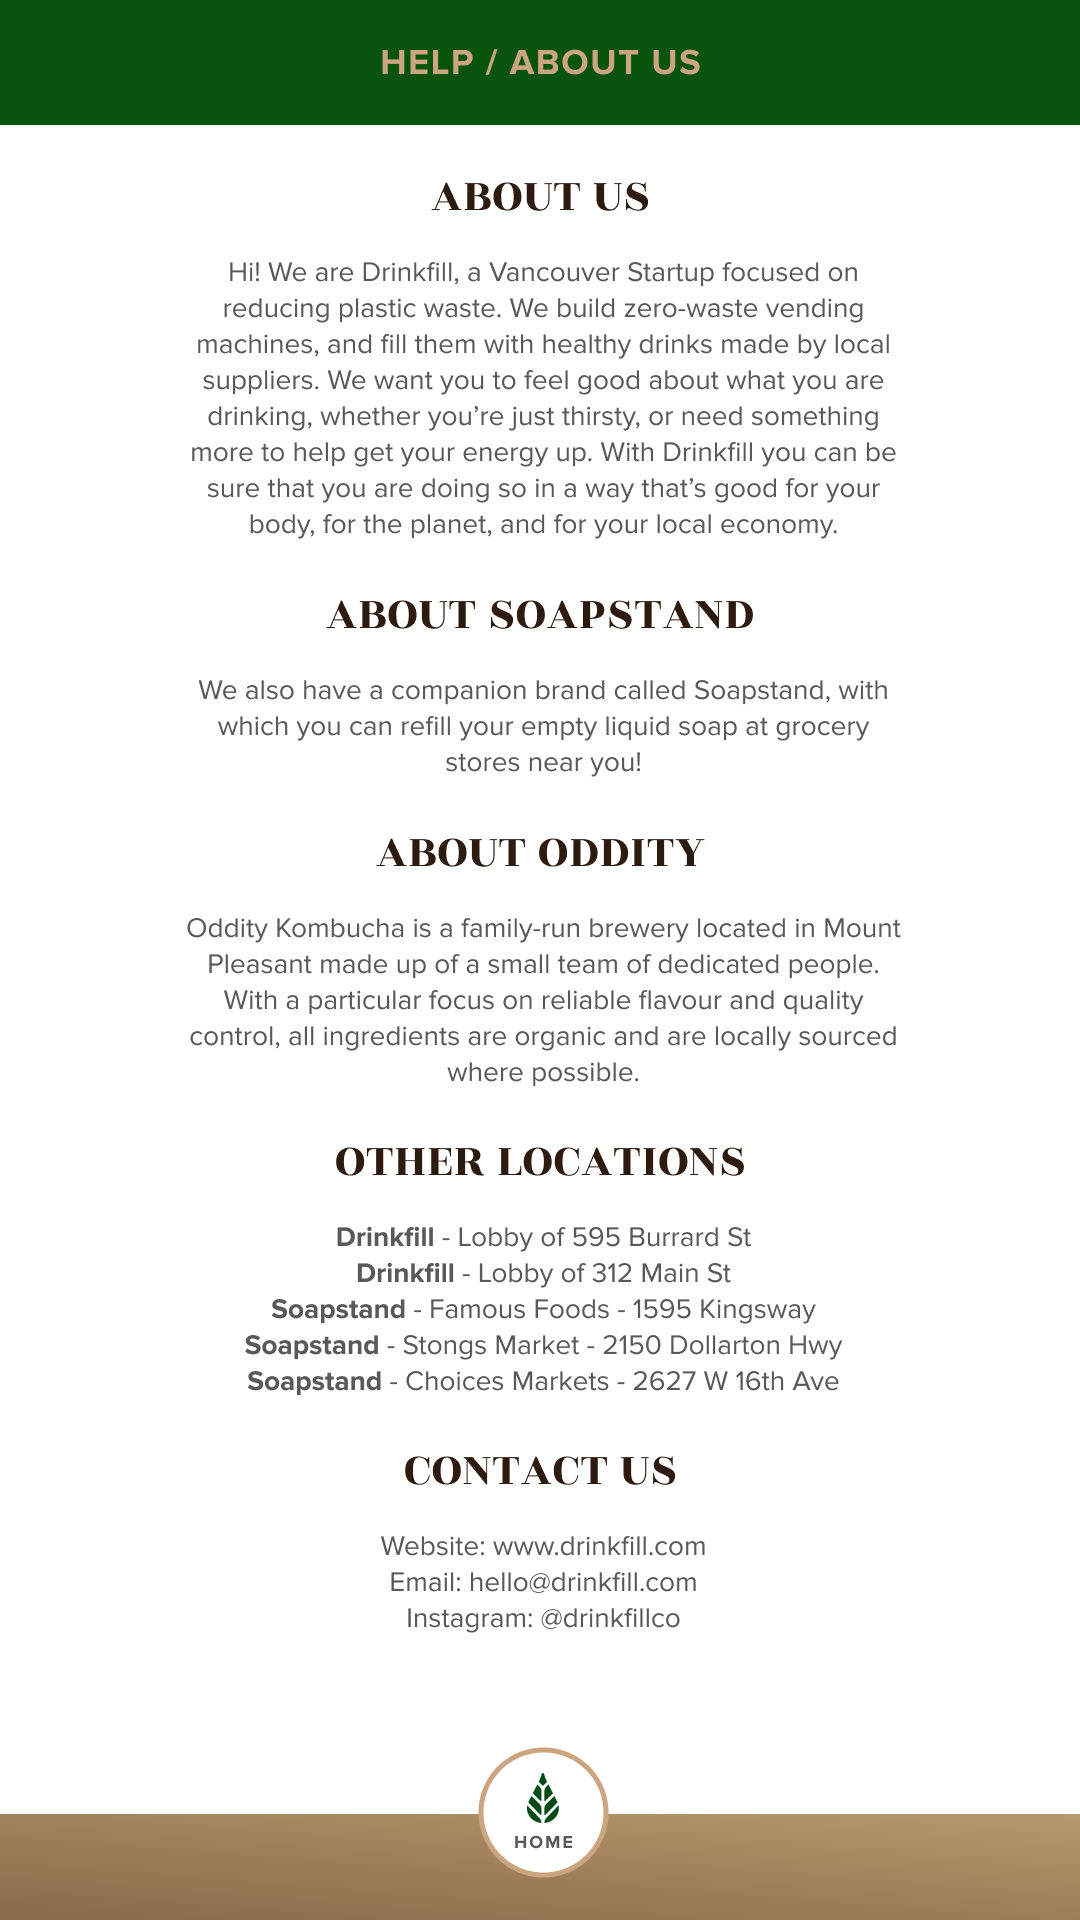 HELP / ABOUT US
ABOUT US
Hi! We are Drinkfill, a Vancouver Startup focused on
reducing plastic waste. We build zero-waste vending
machines, and fill them with healthy drinks made by local
suppliers. We want you to feel good about what you are
drinking, whether you’re just thirsty, or need something
more to help get your energy up. With Drinkfill you can be
sure that you are doing so in a way that’s good for your
body, for the planet, and for your local economy.
ABOUT SOAPSTAND
We also have a companion brand called Soapstand, with
which you can refill your empty liquid soap at grocery
stores near you!
ABOUT ODDITY
Oddity Kombucha is a family-run brewery located in Mount
Pleasant made up of a small team of dedicated people.
With a particular focus on reliable flavour and quality
control, all ingredients are organic and are locally sourced
where possible.
OTHER LOCATIONS
Drinkfill - Lobby of 595 Burrard St
Drinkfill - Lobby of 312 Main St
Soapstand - Famous Foods - 1595 Kingsway
Soapstand - Stongs Market - 2150 Dollarton Hwy
Soapstand - Choices Markets - 2627 W 16th Ave
CONTACT US
Website: www.drinkfill.com
Email: hello@drinkfill.com
Instagram: @drinkfillco
HOME